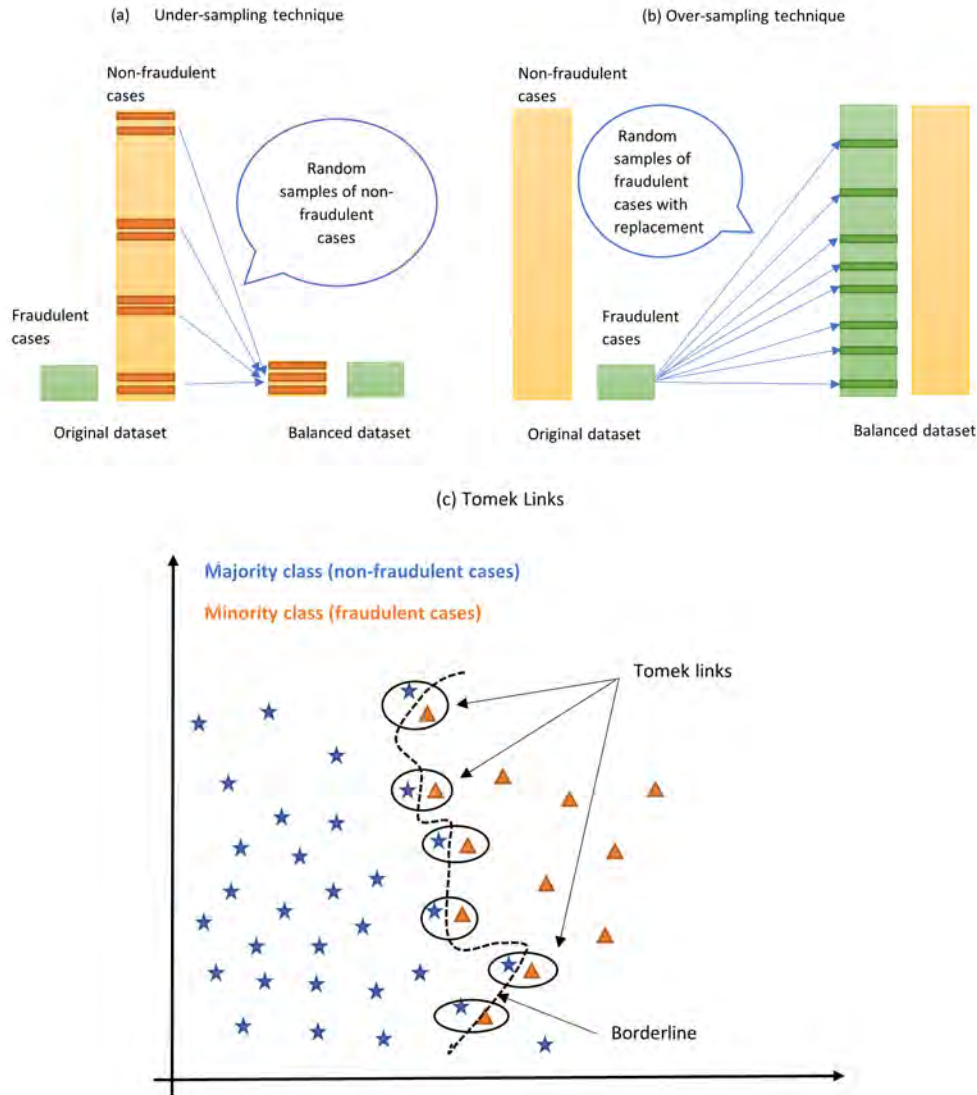 (a) Under-sampling technique
Non-fraudulent
cases
Random
samples of non-
fraudulent
cases
Fraudulent
cases
Original dataset
Balanced dataset
(b) Over-sampling technique
Non-fraudulent
cases
Random
samples of
fraudulent
cases with
replacement
Fraudulent
cases
Original dataset
Balanced dataset
(c) Tomek Links
Majority class (non-fraudulent cases)
Minority class (fraudulent cases)
Tomek links
Borderline